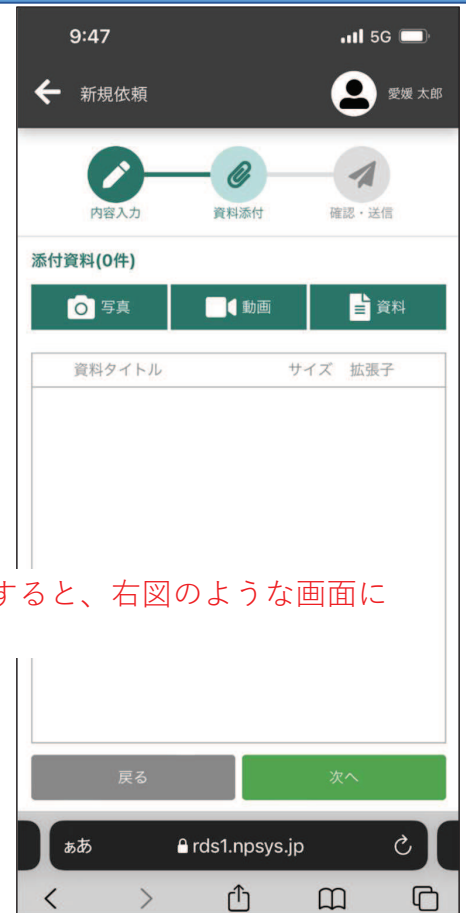 9:47 5G
新規依頼 愛媛 太郎
内容入力 資料添付 確認・送信
添付資料(0件)
写真 動画 資料
資料タイトル サイズ 拡張子
すると、右図のような画面に
戻る 次へ
ああ rds1.npsys.jp